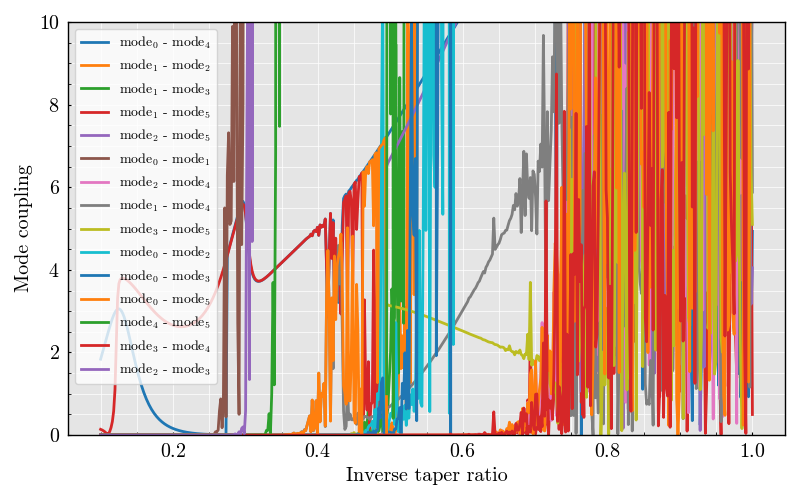 10
8
6
4
2
0
Mode coupling
mode₀ - mode₄
mode₁ - mode₂
mode₁ - mode₃
mode₁ - mode₅
mode₂ - mode₅
mode₀ - mode₁
mode₂ - mode₄
mode₁ - mode₄
mode₃ - mode₅
mode₀ - mode₂
mode₀ - mode₃
mode₀ - mode₅
mode₄ - mode₅
mode₃ - mode₄
mode₂ - mode₃
0.2 0.4 0.6 0.8 1.0
Inverse taper ratio